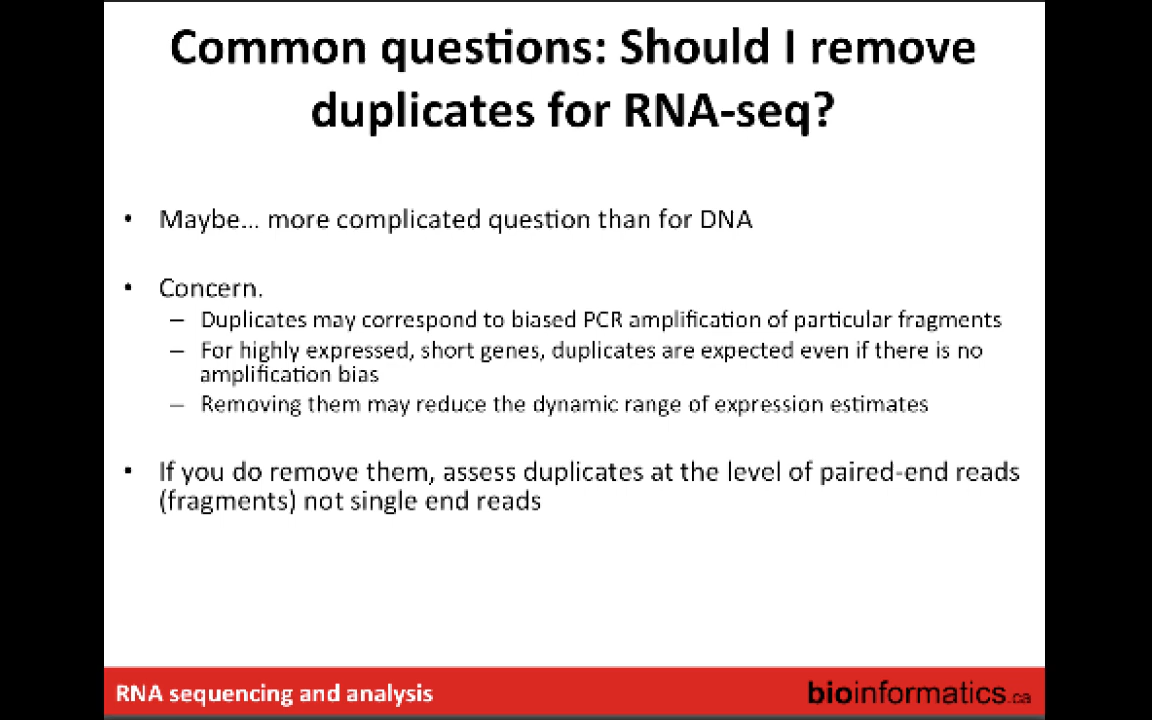 Common questions: Should I remove
duplicates for RNA-seq?
• Maybe... more complicated question than for DNA
• Concern.
– Duplicates may correspond to biased PCR amplification of particular fragments
– For highly expressed, short genes, duplicates are expected even if there is no
amplification bias
– Removing them may reduce the dynamic range of expression estimates
• If you do remove them, assess duplicates at the level of paired-end reads
(fragments) not single end reads
RNA sequencing and analysis
bioinformatics.ca